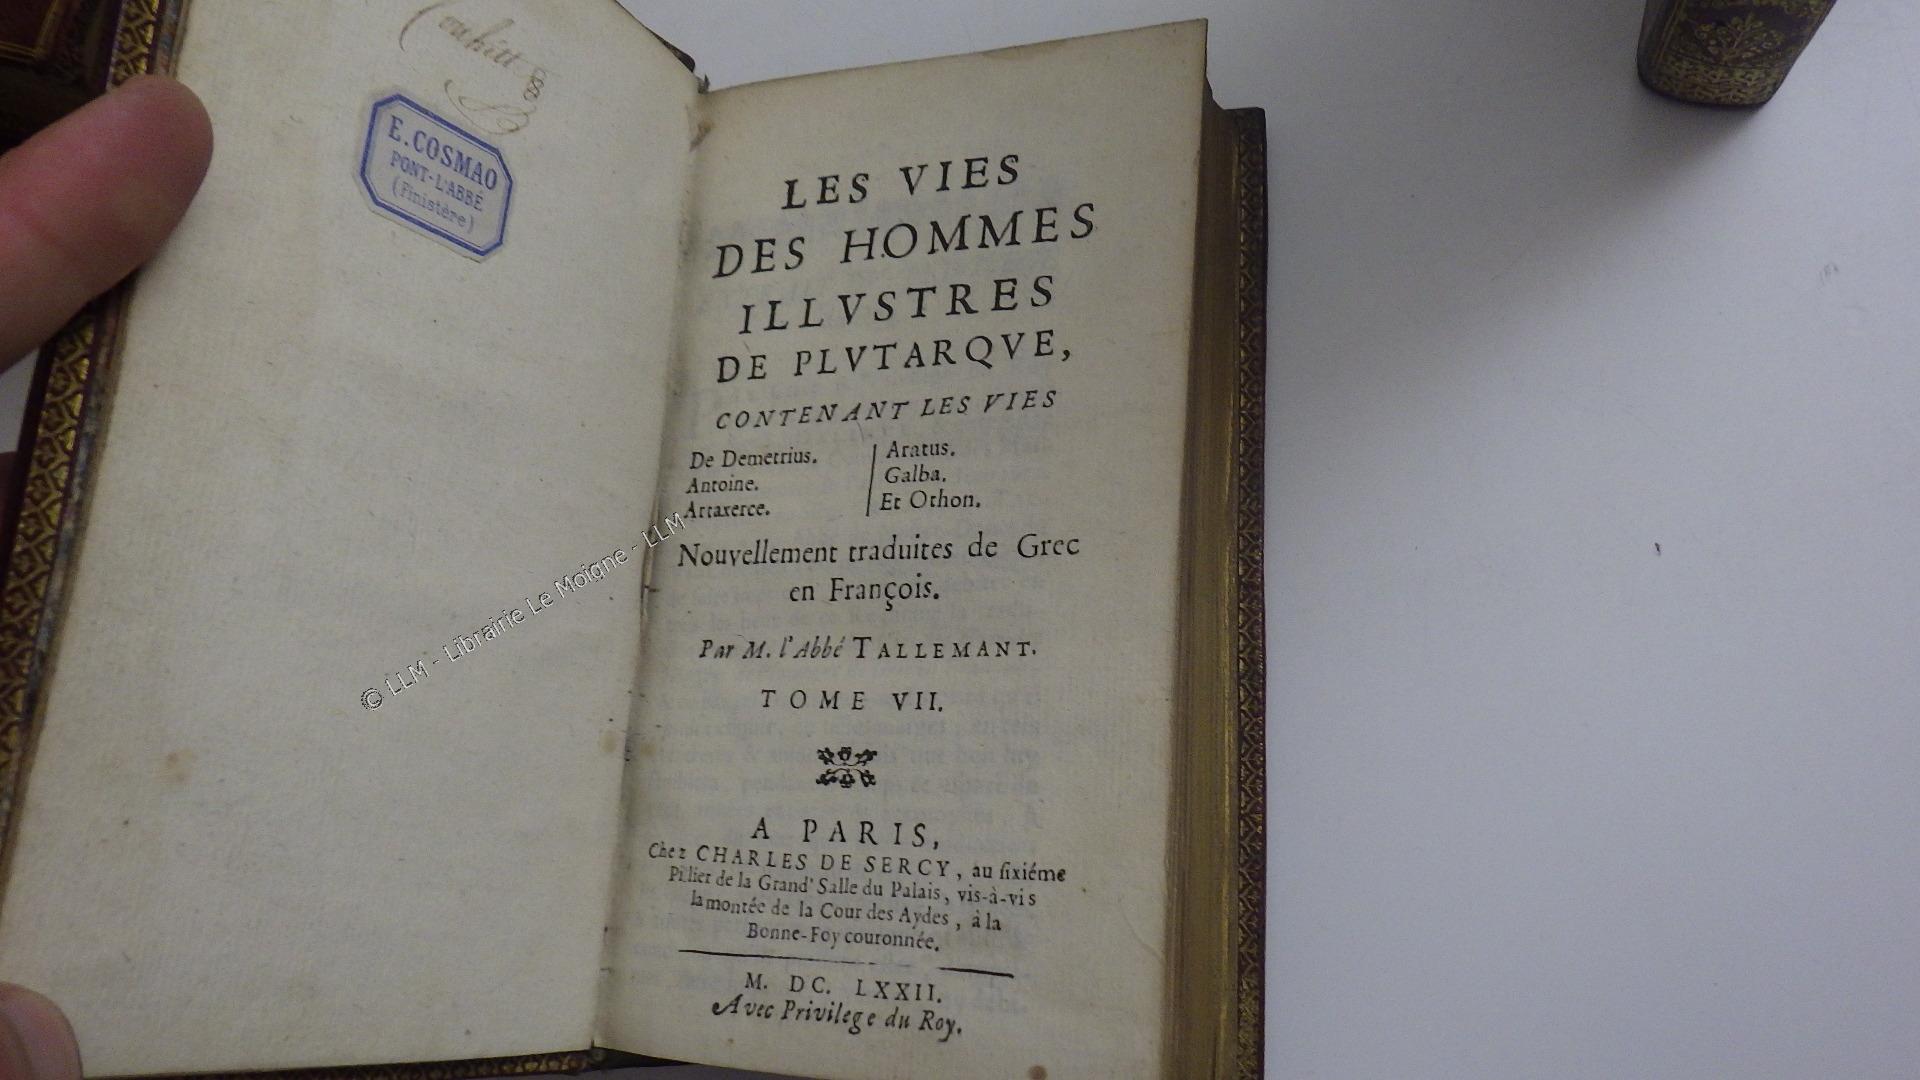 E. COSMAO
PONT-L'ABBÉ
(Finistère)
LES VIES
DES HOMMES
ILLVSTRES
DE PLVTARQVE,
CONTENANT LES VIES
De Demetrius.
Antoine.
Artaxerce.
Aratus.
Galba.
Et Othon.
Nouvellement traduites de Grec
en François.
Par M. l'Abbé TALLEMANT.
TOME VII.
A PARIS,
Chez CHARLES DE SERCY, au sixiéme
Pilier de la Grand' Salle du Palais, vis-à-vis
la montée de la Cour des Aydes, à la
Bonne-Foy couronnée.
M. DC. LXXII.
Avec Privilege du Roy.
© LLM - Librairie Le Moigne - LLM